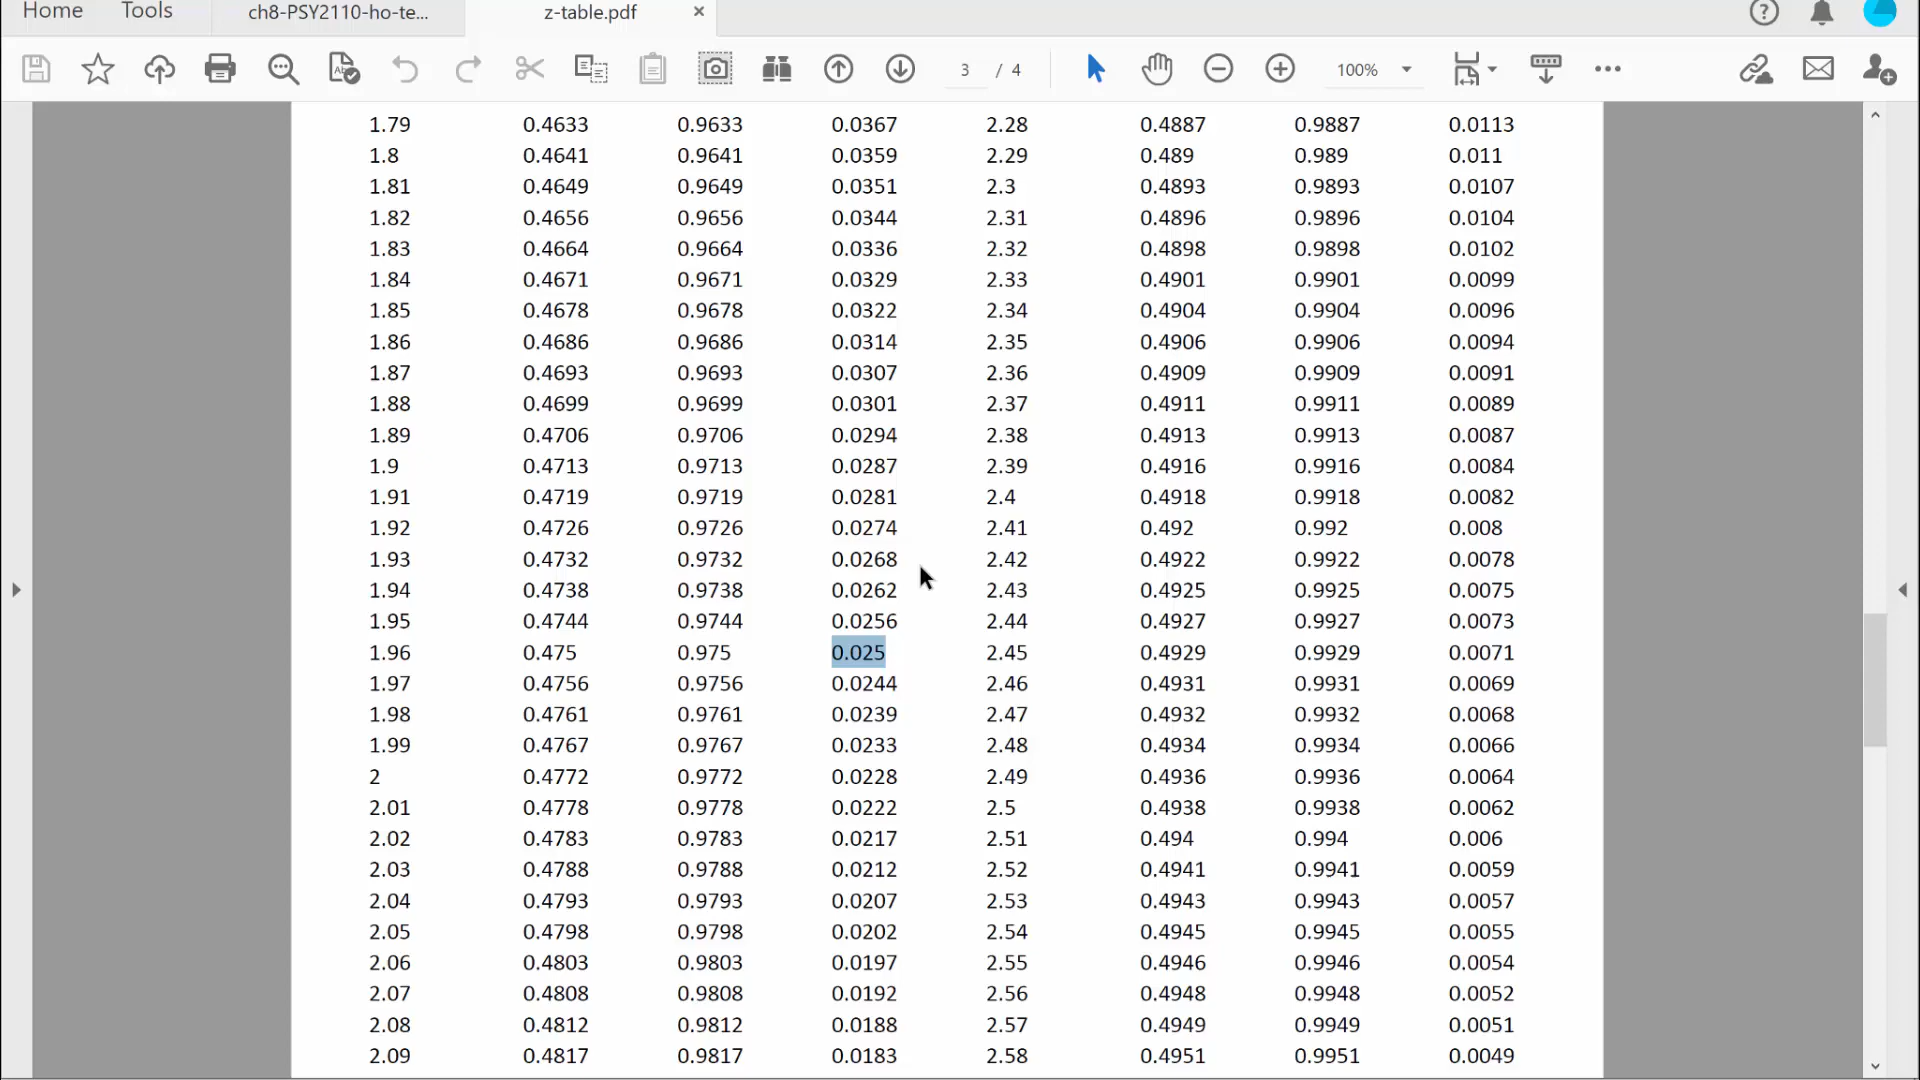 Home Tools ch8-PSY2110-ho-te... z-table.pdf ×
3 / 4 100%
1.79 0.4633 0.9633 0.0367 2.28 0.4887 0.9887 0.0113
1.8 0.4641 0.9641 0.0359 2.29 0.489 0.989 0.011
1.81 0.4649 0.9649 0.0351 2.3 0.4893 0.9893 0.0107
1.82 0.4656 0.9656 0.0344 2.31 0.4896 0.9896 0.0104
1.83 0.4664 0.9664 0.0336 2.32 0.4898 0.9898 0.0102
1.84 0.4671 0.9671 0.0329 2.33 0.4901 0.9901 0.0099
1.85 0.4678 0.9678 0.0322 2.34 0.4904 0.9904 0.0096
1.86 0.4686 0.9686 0.0314 2.35 0.4906 0.9906 0.0094
1.87 0.4693 0.9693 0.0307 2.36 0.4909 0.9909 0.0091
1.88 0.4699 0.9699 0.0301 2.37 0.4911 0.9911 0.0089
1.89 0.4706 0.9706 0.0294 2.38 0.4913 0.9913 0.0087
1.9 0.4713 0.9713 0.0287 2.39 0.4916 0.9916 0.0084
1.91 0.4719 0.9719 0.0281 2.4 0.4918 0.9918 0.0082
1.92 0.4726 0.9726 0.0274 2.41 0.492 0.992 0.008
1.93 0.4732 0.9732 0.0268 2.42 0.4922 0.9922 0.0078
1.94 0.4738 0.9738 0.0262 2.43 0.4925 0.9925 0.0075
1.95 0.4744 0.9744 0.0256 2.44 0.4927 0.9927 0.0073
1.96 0.475 0.975 0.025 2.45 0.4929 0.9929 0.0071
1.97 0.4756 0.9756 0.0244 2.46 0.4931 0.9931 0.0069
1.98 0.4761 0.9761 0.0239 2.47 0.4932 0.9932 0.0068
1.99 0.4767 0.9767 0.0233 2.48 0.4934 0.9934 0.0066
2 0.4772 0.9772 0.0228 2.49 0.4936 0.9936 0.0064
2.01 0.4778 0.9778 0.0222 2.5 0.4938 0.9938 0.0062
2.02 0.4783 0.9783 0.0217 2.51 0.494 0.994 0.006
2.03 0.4788 0.9788 0.0212 2.52 0.4941 0.9941 0.0059
2.04 0.4793 0.9793 0.0207 2.53 0.4943 0.9943 0.0057
2.05 0.4798 0.9798 0.0202 2.54 0.4945 0.9945 0.0055
2.06 0.4803 0.9803 0.0197 2.55 0.4946 0.9946 0.0054
2.07 0.4808 0.9808 0.0192 2.56 0.4948 0.9948 0.0052
2.08 0.4812 0.9812 0.0188 2.57 0.4949 0.9949 0.0051
2.09 0.4817 0.9817 0.0183 2.58 0.4951 0.9951 0.0049